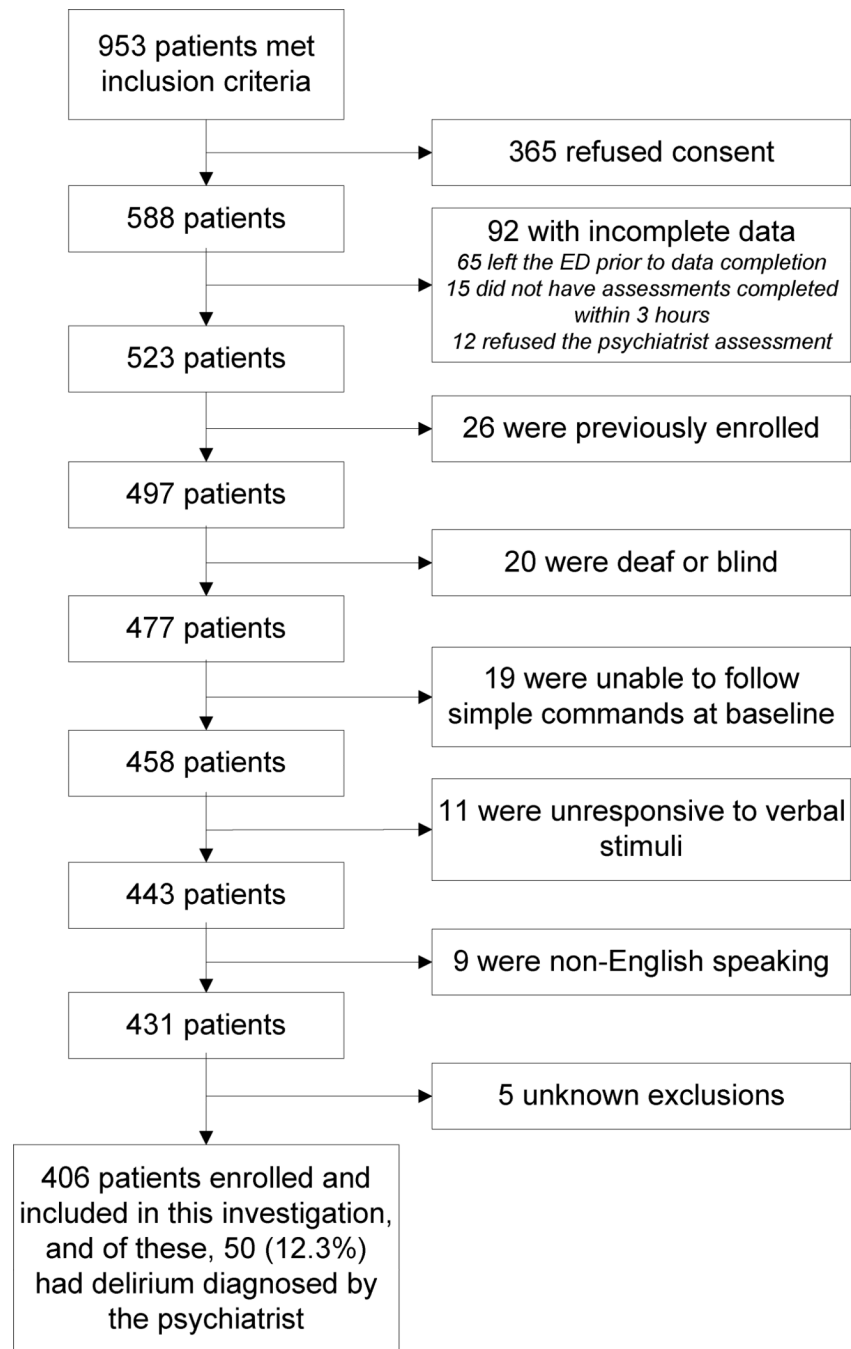 953 patients met
inclusion criteria
365 refused consent
588 patients
92 with incomplete data
65 left the ED prior to data completion
15 did not have assessments completed
within 3 hours
12 refused the psychiatrist assessment
523 patients
26 were previously enrolled
497 patients
20 were deaf or blind
477 patients
19 were unable to follow
simple commands at baseline
458 patients
11 were unresponsive to verbal
stimuli
443 patients
9 were non-English speaking
431 patients
5 unknown exclusions
406 patients enrolled and
included in this investigation,
and of these, 50 (12.3%)
had delirium diagnosed by
the psychiatrist